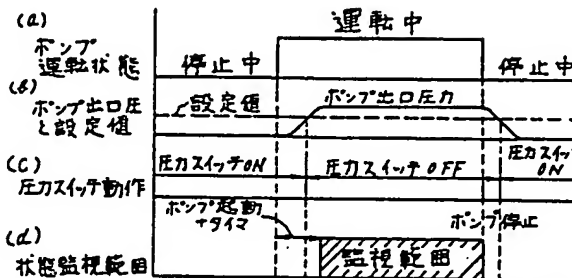 (a)
ポンプ
運転状態
停止中
運転中
停止中
(b)
ポンプ出口圧
と設定値
設定値
ポンプ出口圧力
(c)
圧力スイッチ動作
圧力スイッチON
圧力スイッチOFF
圧力スイッチ
ON
(d)
状態監視範囲
ポンプ起動
+タイマ
監視範囲
ポンプ停止